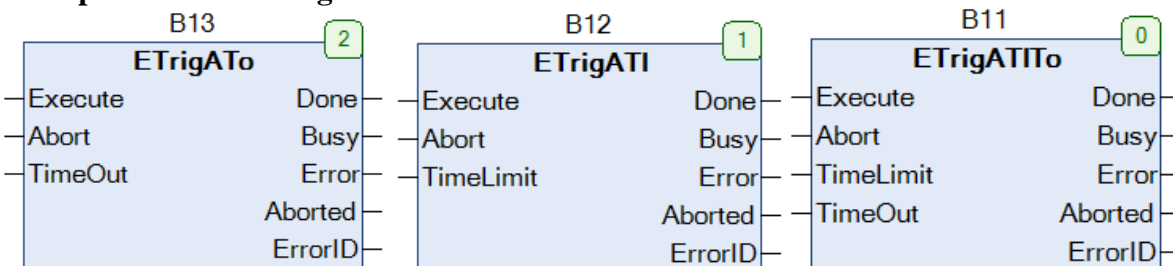 B13
2
ETrigATo
Execute Done
Abort Busy
TimeOut Error
Aborted
ErrorID
B12
1
ETrigATl
Execute Done
Abort Busy
TimeLimit Error
Aborted
ErrorID
B11
0
ETrigATlTo
Execute Done
Abort Busy
TimeLimit Error
TimeOut Aborted
ErrorID